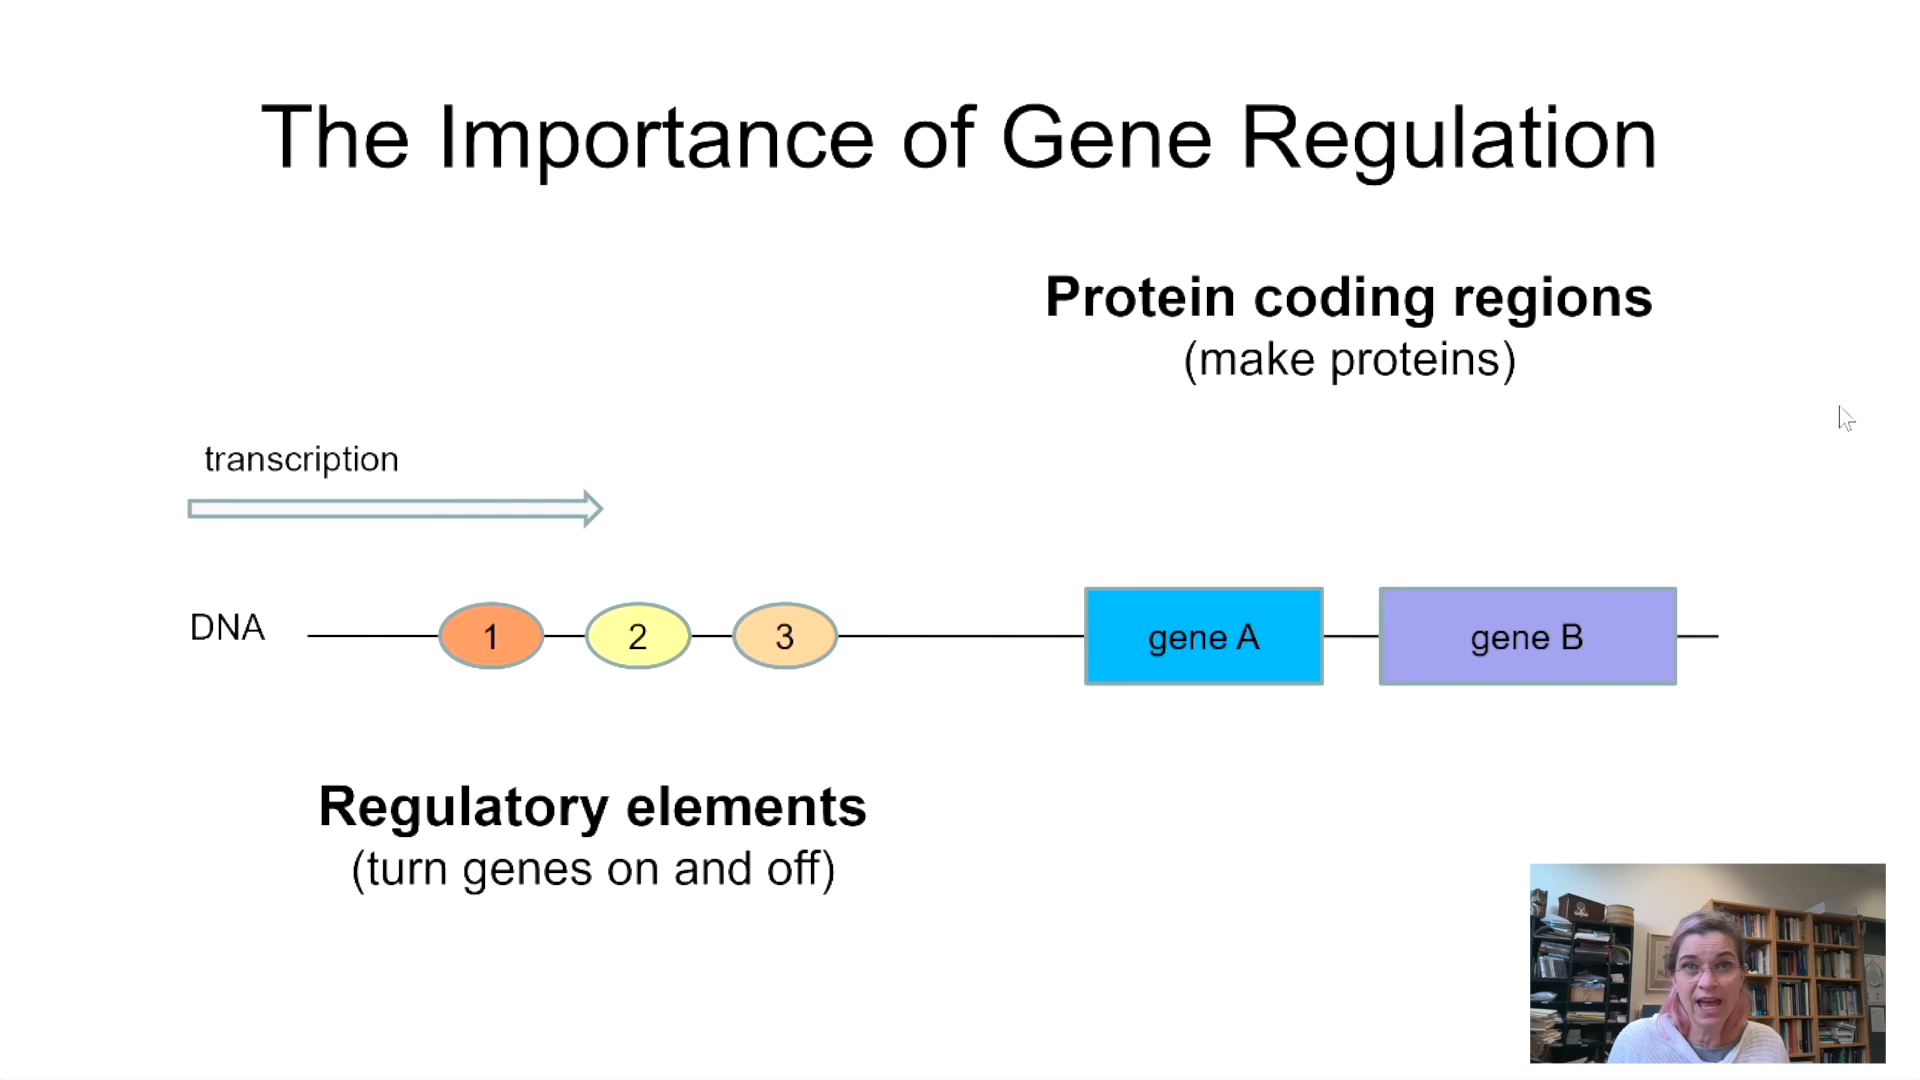 The Importance of Gene Regulation
Protein coding regions
(make proteins)
transcription
DNA
1
2
3
gene A
gene B
Regulatory elements
(turn genes on and off)